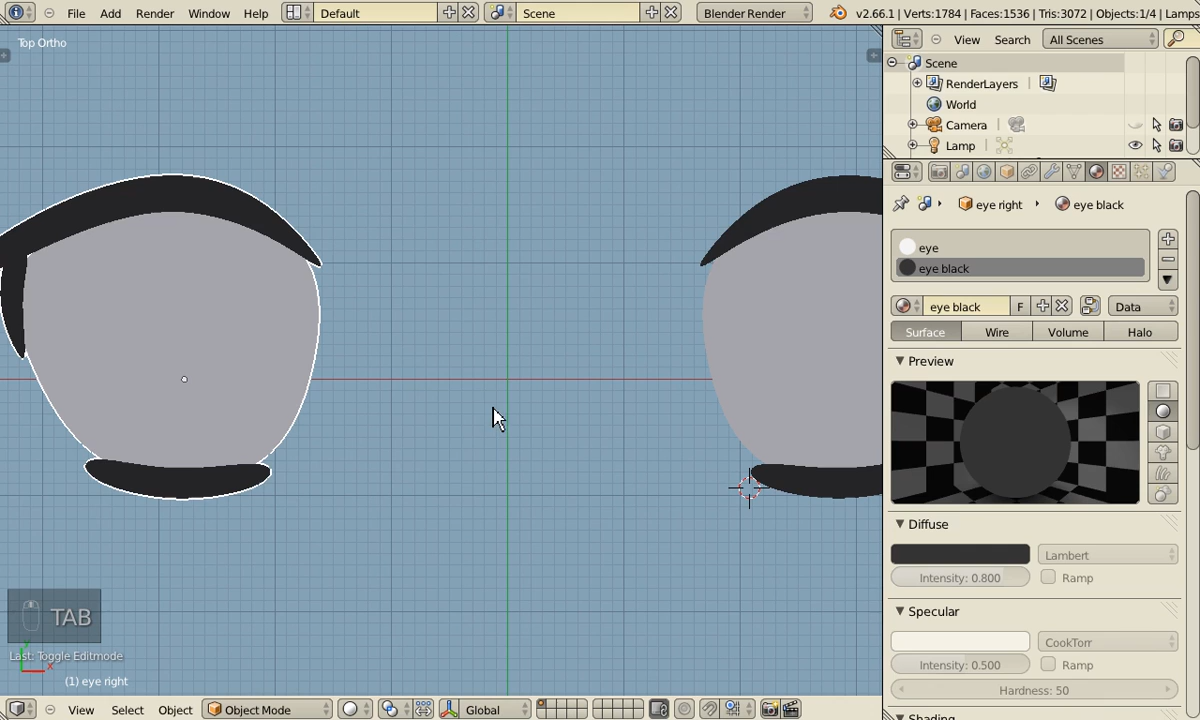 File Add Render Window Help Default Scene Blender Render v2.66.1 | Verts:1784 | Faces:1536 | Tris:3072 | Objects:1/4 | Lamp
Top Ortho
View Search All Scenes
Scene
RenderLayers |
World
Camera |
Lamp |
eye right eye black
eye
eye black
eye black F Data
Surface Wire Volume Halo
Preview
Diffuse
Lambert
Intensity: 0.800 Ramp
Specular
CookTorr
Intensity: 0.500 Ramp
Hardness: 50
TAB
Last: Toggle Editmode
y
x
(1) eye right
View Select Object Object Mode Global